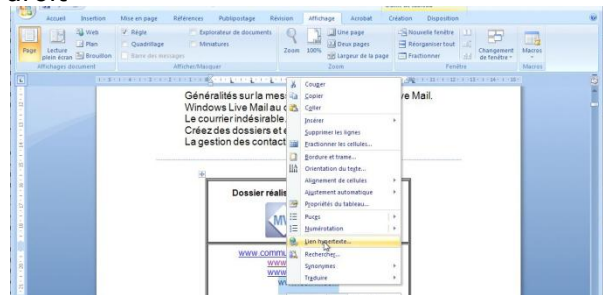 droit
Accueil Insertion Mise en page Références Publipostage Révision Affichage Acrobat Création Disposition
Page
Lecture plein écran
Web
Plan
Brouillon
Affichages document
Règle
Quadrillage
Barre des messages
Explorateur de documents
Miniatures
Afficher/Masquer
Zoom
100%
Une page
Deux pages
Largeur de la page
Zoom
Nouvelle fenêtre
Réorganiser tout
Fractionner
Changement de fenêtre
Fenêtre
Macros
Macros
Généralités sur la mess
ve Mail.
Windows Live Mail au
Le courrier indésirable.
Créez des dossiers et
La gestion des contact
Dossier réalis
www.commu
www
www
Couper
Copier
Coller
Insérer
Supprimer les lignes
Fractionner les cellules...
Bordure et trame...
Orientation du texte...
Alignement de cellules
Ajustement automatique
Propriétés du tableau...
Puces
Numérotation
Lien hypertexte...
Rechercher...
Synonymes
Traduire